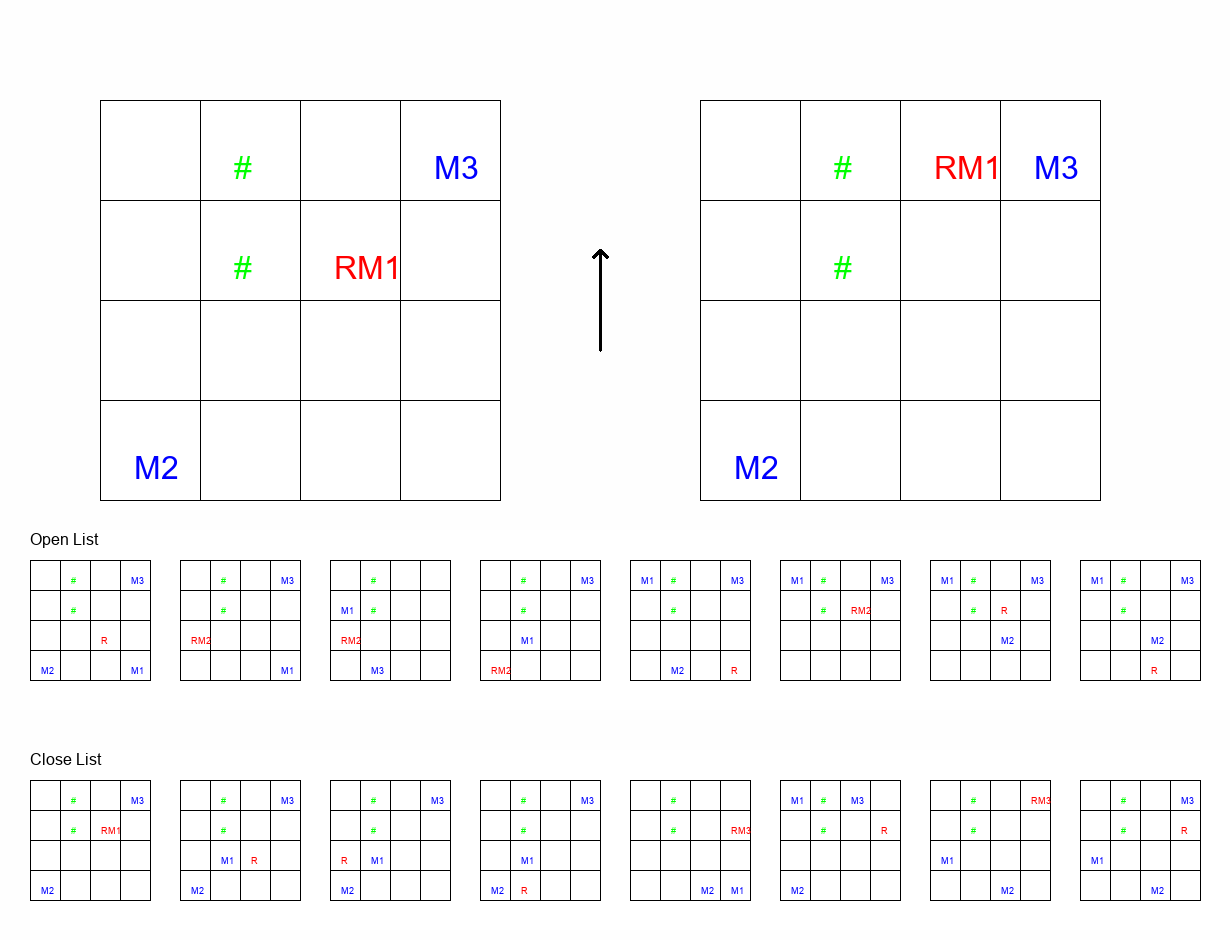 # M3 # RM1 M3
# RM1 #
M2 M2
Open List
# M3 # M3 # # M3 M1 # M3 M1 # M3 M1 # M3 M1 # M3
# # M1 # # # # RM2 # R #
R RM2 RM2 M1 M2 M2
M2 M1 M1 M3 RM2 M2 R R
Close List
# M3 # M3 # M3 # M3 # M1 # M3 # RM3 # M3
# RM1 # # # # RM3 # R # # R
M1 R R M1 M1 M1 M1
M2 M2 M2 M2 R M2 M1 M2 M2 M2